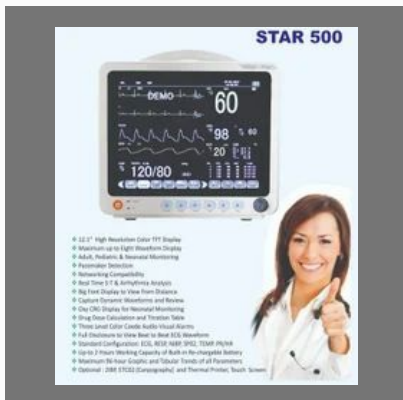 STAR 500
DEMO
60
98
60
20
120/80
12.1" High Resolution Color TFT Display
Maximum up to Eight Waveform Display
Adult, Pediatric & Neonatal Monitoring
Pacemaker Detection
Networking Compatibility
Real Time S-T & Arrhythmia Analysis
Big Font Display to View from Distance
Capture Dynamic Waveforms and Review
Oxy CRG Display for Neonatal Monitoring
Drug Dose Calculation and Titration Table
Three Level Color Coade Audio Visual Alarms
Full Disclosure to View Beat to Beat ECG Waveform
Standard Configuration: ECG, RESP, NIBP, SPO2, TEMP, PR/HR
Up to 2 Hours Working Capacity of Built-in Re-chargable Battery
Maximum 96 hour Graphic and Tabular Trends of all Parameters
Optional : 2IBP, ETCO2 and Thermal Printer, Touch Screen